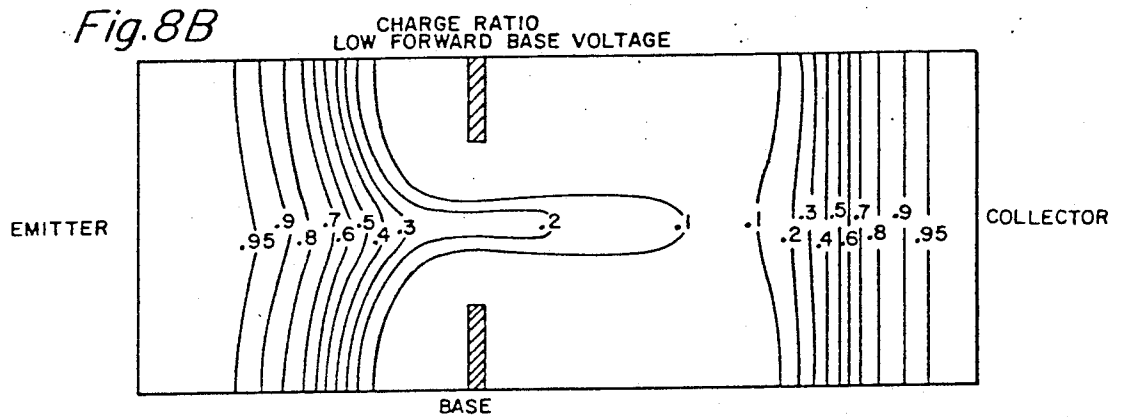 Fig.8B
CHARGE RATIO
LOW FORWARD BASE VOLTAGE
EMITTER
.95 .9 .8 .7 .6 .5 .4 .3 .2 .1 .1 .2 .3 .4 .5 .6 .7 .8 .9 .95
COLLECTOR
BASE